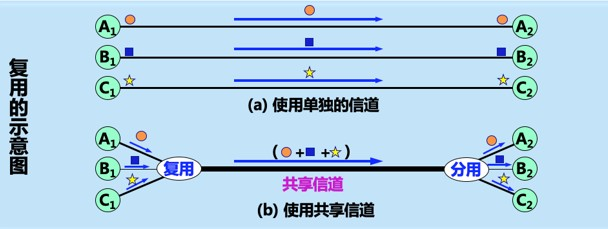 复用的示意图
A₁ A₂
B₁ B₂
C₁ C₂
(a) 使用单独的信道
A₁ A₂
( + + )
B₁ 复用 分用 B₂
共享信道
C₁ C₂
(b) 使用共享信道